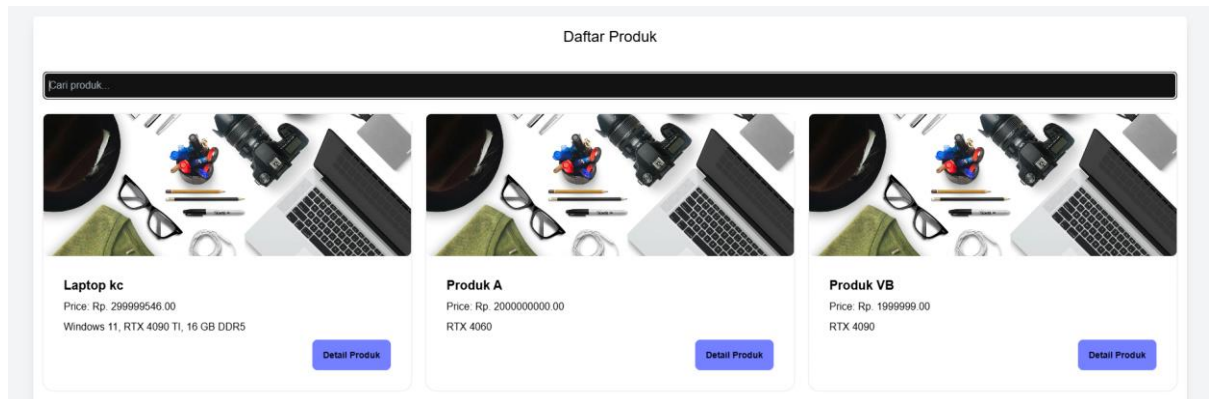 Daftar Produk
Cari produk...
Laptop kc
Price: Rp. 299999546.00
Windows 11, RTX 4090 TI, 16 GB DDR5
Detail Produk
Produk A
Price: Rp. 2000000000.00
RTX 4060
Detail Produk
Produk VB
Price: Rp. 1999999.00
RTX 4090
Detail Produk